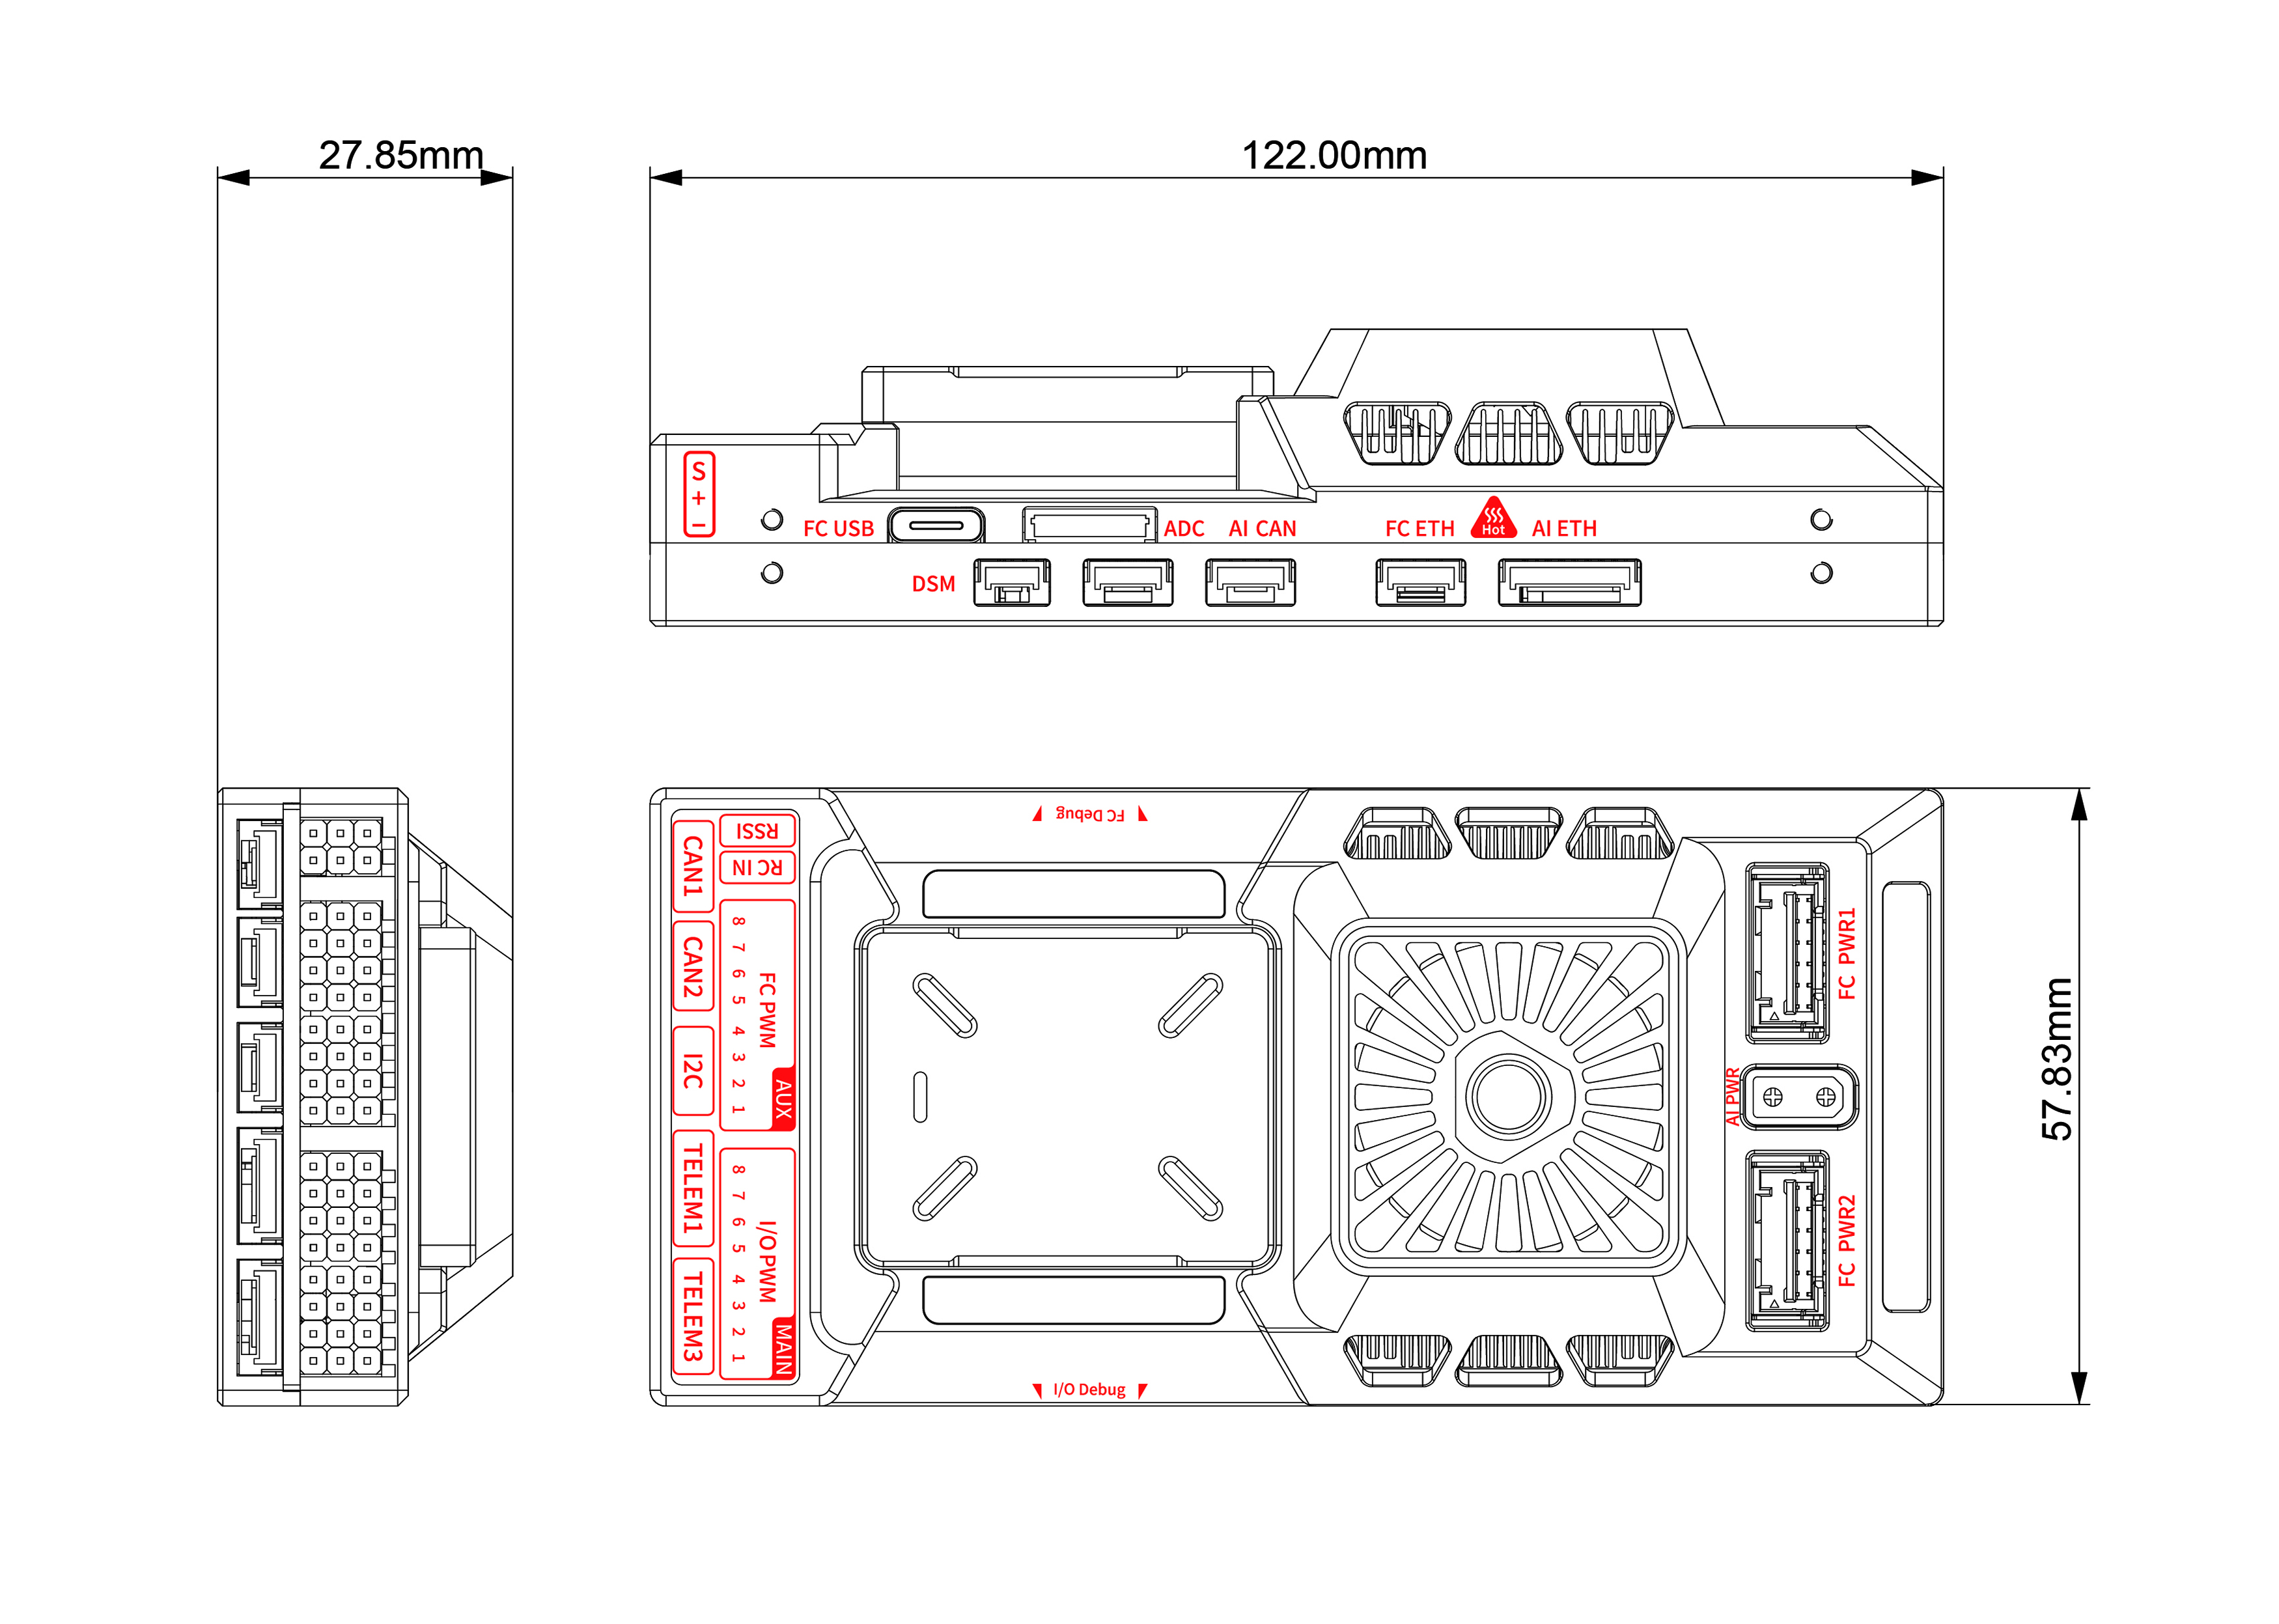 27.85mm
122.00mm
S
+
–
FC USB
ADC
AI CAN
FC ETH
Hot
AI ETH
DSM
FC Debug
RSSI
RC IN
CAN1
CAN2
I2C
TELEM1
TELEM3
8 7 6 5 4 3 2 1
FC PWM
AUX
8 7 6 5 4 3 2 1
I/O PWM
MAIN
I/O Debug
FC PWR1
AI PWR
FC PWR2
57.83mm